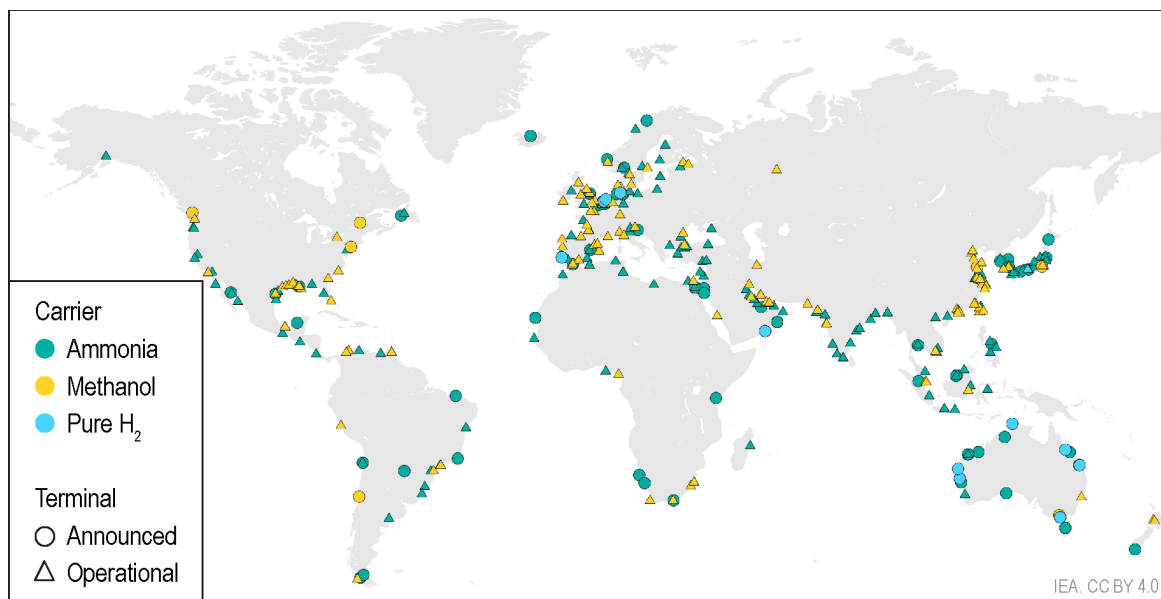 Carrier
Ammonia
Methanol
Pure H₂
Terminal
Announced
Operational
IEA. CC BY 4.0